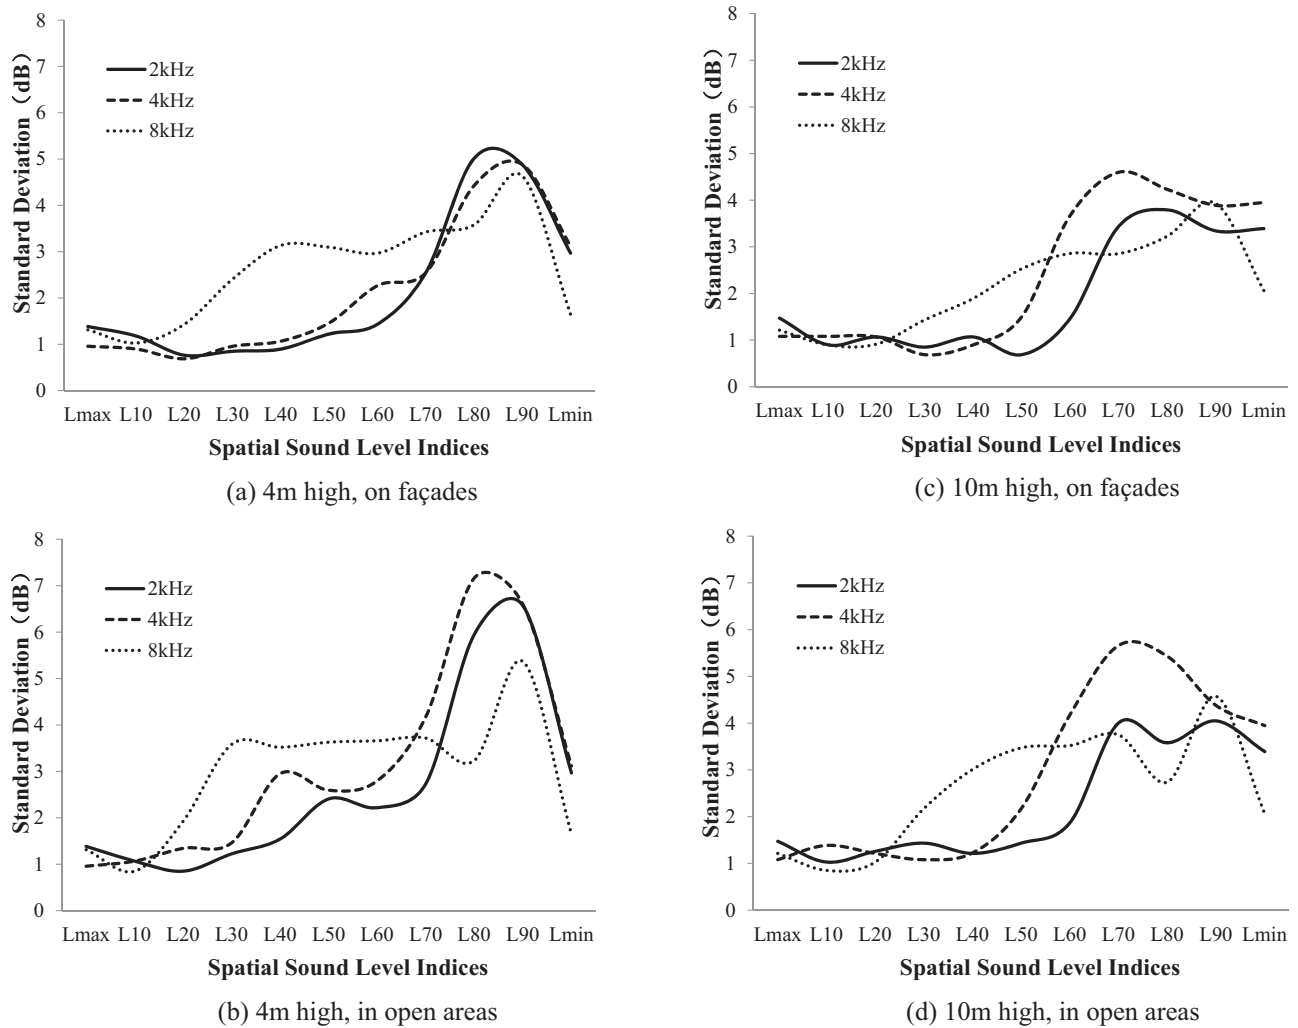 8
7
6
5
4
3
2
1
0
Standard Deviation（dB）
2kHz
4kHz
8kHz
Lmax L10 L20 L30 L40 L50 L60 L70 L80 L90 Lmin
Spatial Sound Level Indices
(a) 4m high, on façades
8
7
6
5
4
3
2
1
0
Standard Deviation（dB）
2kHz
4kHz
8kHz
Lmax L10 L20 L30 L40 L50 L60 L70 L80 L90 Lmin
Spatial Sound Level Indices
(c) 10m high, on façades
8
7
6
5
4
3
2
1
0
Standard Deviation（dB）
2kHz
4kHz
8kHz
Lmax L10 L20 L30 L40 L50 L60 L70 L80 L90 Lmin
Spatial Sound Level Indices
(b) 4m high, in open areas
8
7
6
5
4
3
2
1
0
Standard Deviation（dB）
2kHz
4kHz
8kHz
Lmax L10 L20 L30 L40 L50 L60 L70 L80 L90 Lmin
Spatial Sound Level Indices
(d) 10m high, in open areas